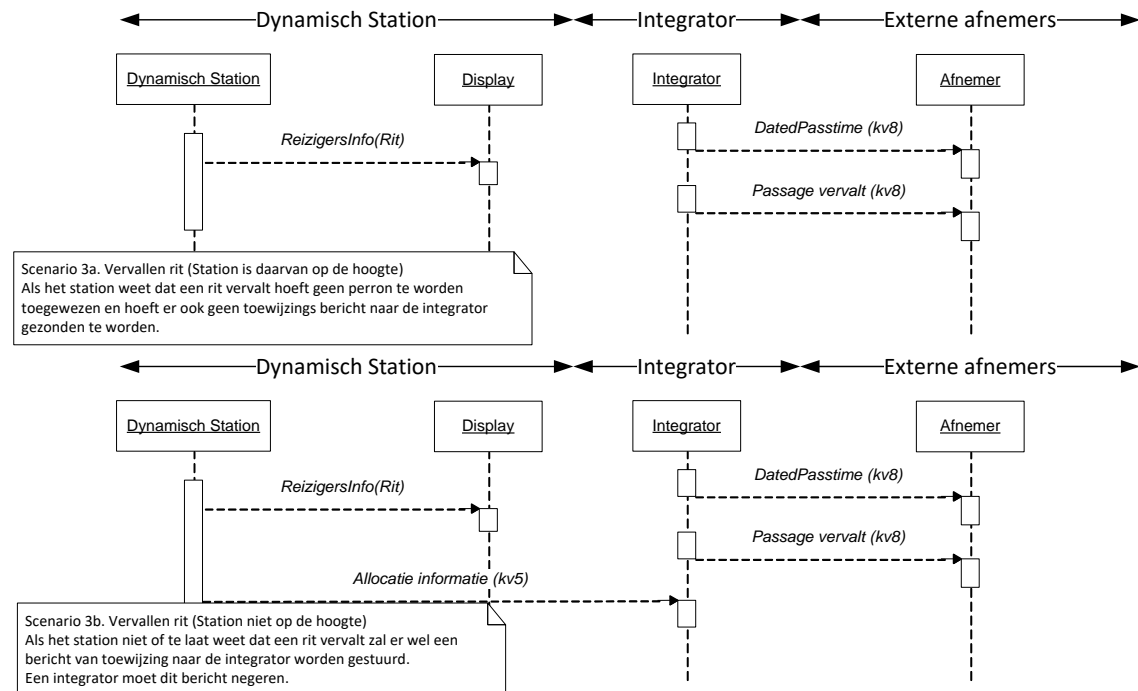 Dynamisch Station
Integrator
Externe afnemers
Dynamisch Station
Display
Integrator
Afnemer
ReizigersInfo(Rit)
DatedPasstime (kv8)
Passage vervalt (kv8)
Scenario 3a. Vervallen rit (Station is daarvan op de hoogte)
Als het station weet dat een rit vervalt hoeft geen perron te worden
toegewezen en hoeft er ook geen toewijzings bericht naar de integrator
gezonden te worden.
Dynamisch Station
Integrator
Externe afnemers
Dynamisch Station
Display
Integrator
Afnemer
ReizigersInfo(Rit)
DatedPasstime (kv8)
Passage vervalt (kv8)
Allocatie informatie (kv5)
Scenario 3b. Vervallen rit (Station niet op de hoogte)
Als het station niet of te laat weet dat een rit vervalt zal er wel een
bericht van toewijzing naar de integrator worden gestuurd.
Een integrator moet dit bericht negeren.